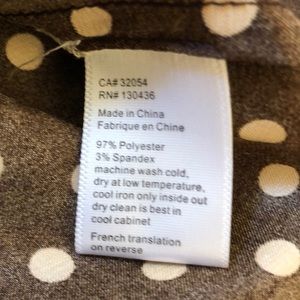 CA# 32054
RN# 130436
Made in China
Fabrique en Chine
97% Polyester
3% Spandex
machine wash cold,
dry at low temperature,
cool iron only inside out
dry clean is best in
cool cabinet
French translation
on reverse